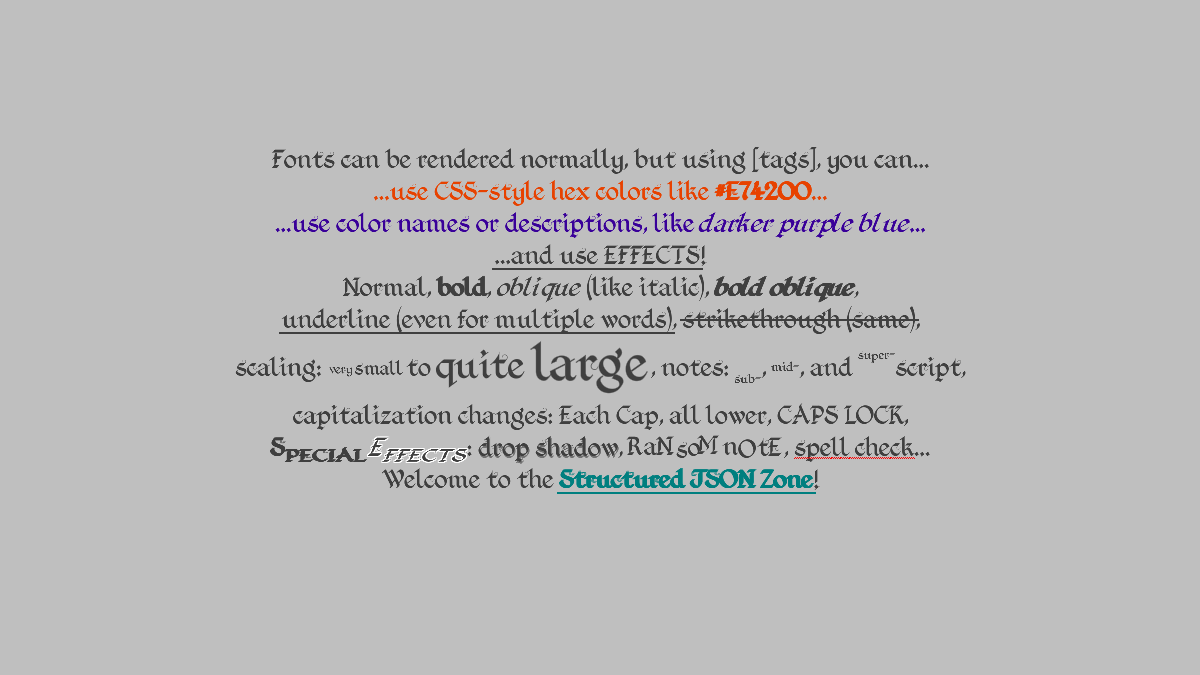 Fonts can be rendered normally, but using [tags], you can...
...use CSS-style hex colors like #E74200...
...use color names or descriptions, like darker purple blue...
...and use EFFECTS!
Normal, bold, oblique (like italic), bold oblique,
underline (even for multiple words), strikethrough (same),
scaling: very small to quite large, notes: sub-, mid-, and super-script,
capitalization changes: Each Cap, all lower, CAPS LOCK,
Special Effects: drop shadow, RaNsoM nOtE, spell check...
Welcome to the Structured JSON Zone!